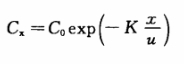 Cₓ = C₀ exp(− K x/u)